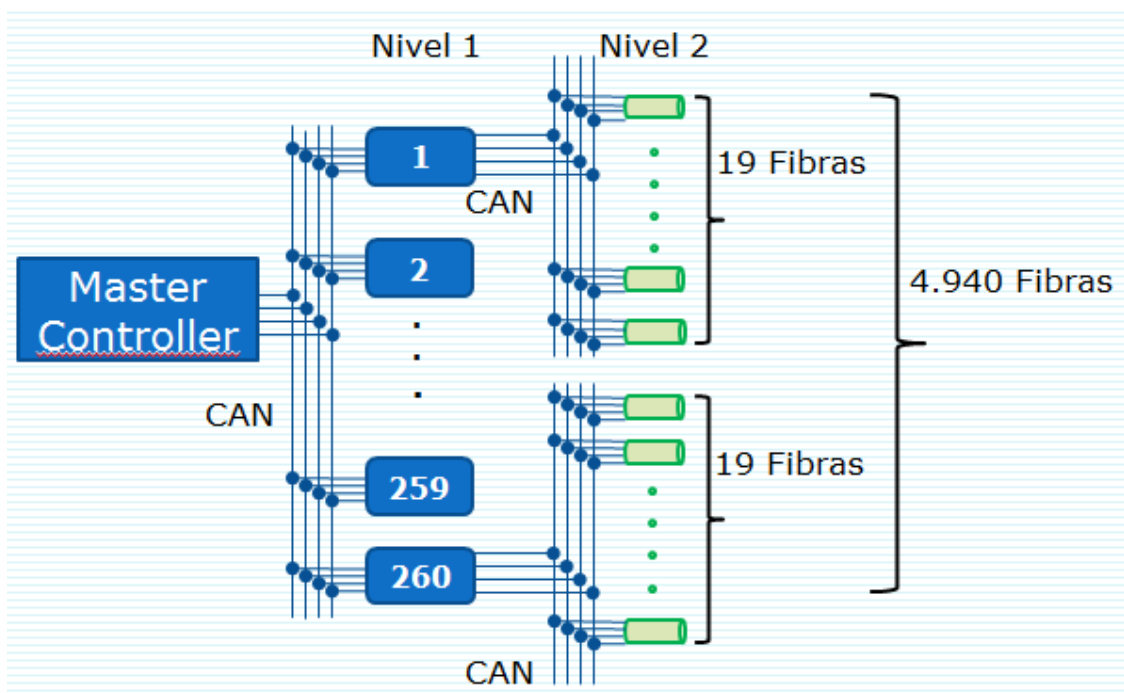 Nivel 1
Nivel 2
1
19 Fibras
CAN
2
Master
Controller
4.940 Fibras
.
.
.
CAN
259
19 Fibras
260
CAN